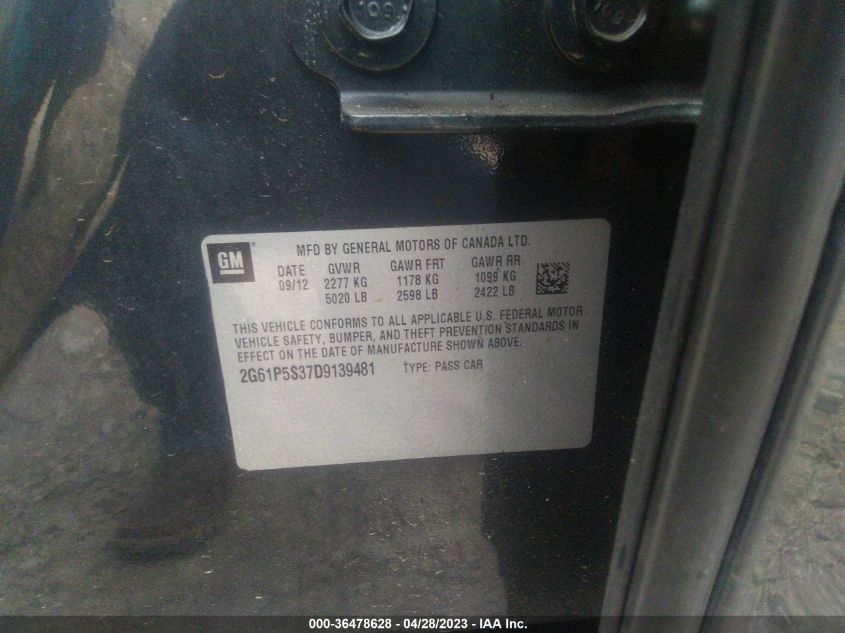 109
109
GM
MFD BY GENERAL MOTORS OF CANADA LTD.
DATE GVWR GAWR FRT GAWR RR
09/12 2277 KG 1178 KG 1099 KG
5020 LB 2598 LB 2422 LB
THIS VEHICLE CONFORMS TO ALL APPLICABLE U.S. FEDERAL MOTOR
VEHICLE SAFETY, BUMPER, AND THEFT PREVENTION STANDARDS IN
EFFECT ON THE DATE OF MANUFACTURE SHOWN ABOVE.
2G61P5S37D9139481 TYPE: PASS CAR
000-36478628 - 04/28/2023 - IAA Inc.